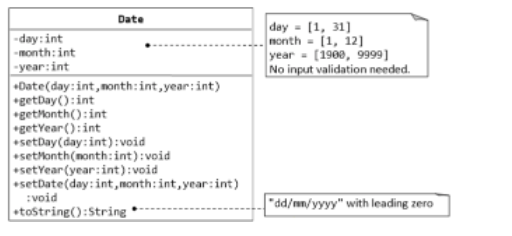 Date
-day:int
-month:int
-year:int
+Date(day:int,month:int,year:int)
+getDay():int
+getMonth():int
+getYear():int
+setDay(day:int):void
+setMonth(month:int):void
+setYear(year:int):void
+setDate(day:int,month:int,year:int)
:void
+toString():String
day = [1, 31]
month = [1, 12]
year = [1900, 9999]
No input validation needed.
"dd/mm/yyyy" with leading zero